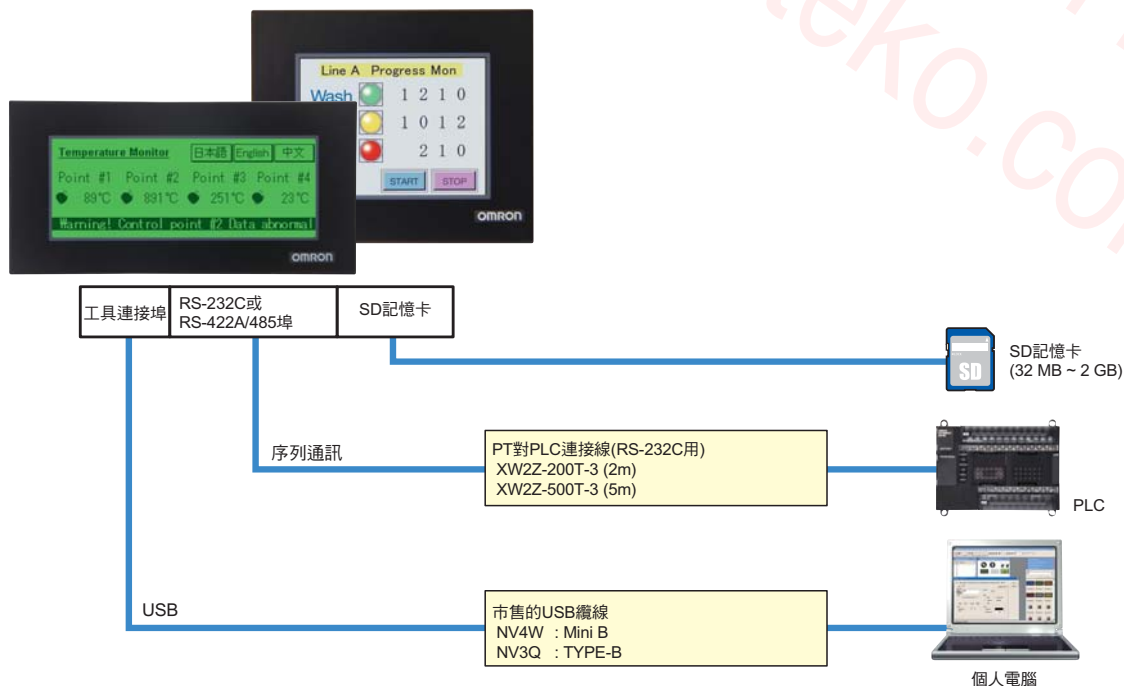 Line A Progress Mon
Wash 1 2 1 0
1 0 1 2
2 1 0
START STOP
OMRON
Temperature Monitor 日本語 English 中文
Point #1 Point #2 Point #3 Point #4
89℃ 891℃ 251℃ 23℃
Warning! Control point #2 Data abnormal
OMRON
工具連接埠
RS-232C或
RS-422A/485埠
SD記憶卡
SD
SD記憶卡
(32 MB ~ 2 GB)
序列通訊
PT對PLC連接線(RS-232C用)
XW2Z-200T-3 (2m)
XW2Z-500T-3 (5m)
PLC
USB
市售的USB纜線
NV4W : Mini B
NV3Q : TYPE-B
個人電腦